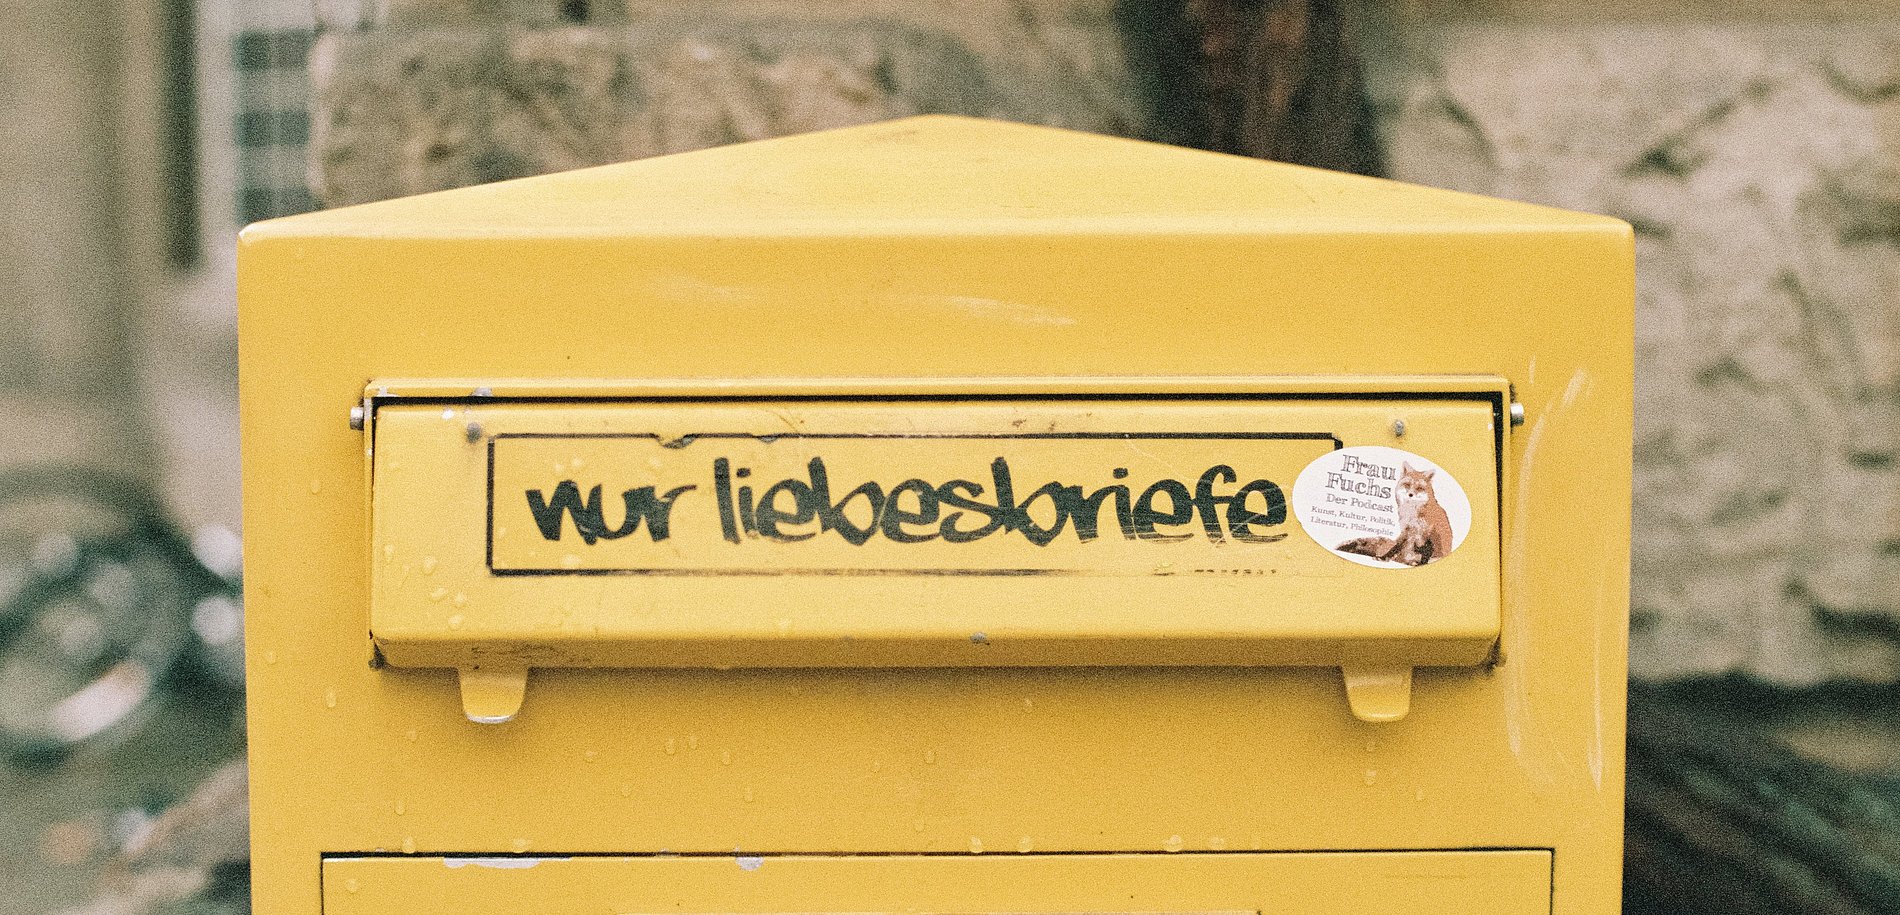 nur liebesbriefe
Frau
Fuchs
Der Podcast
Kunst, Kultur, Politik,
Literatur, Philosophie